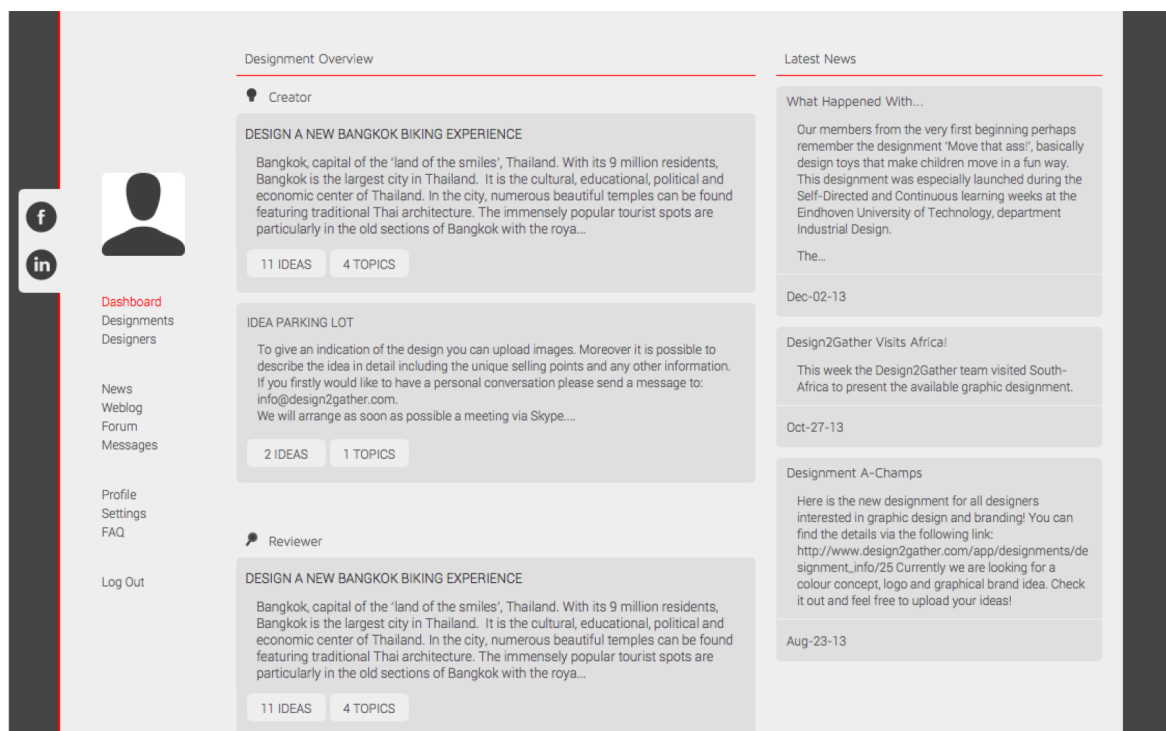 f
in
Dashboard
Designments
Designers
News
Weblog
Forum
Messages
Profile
Settings
FAQ
Log Out
Designment Overview
Creator
DESIGN A NEW BANGKOK BIKING EXPERIENCE
Bangkok, capital of the 'land of the smiles', Thailand. With its 9 million residents,
Bangkok is the largest city in Thailand.  It is the cultural, educational, political and
economic center of Thailand. In the city, numerous beautiful temples can be found
featuring traditional Thai architecture. The immensely popular tourist spots are
particularly in the old sections of Bangkok with the roya...
11 IDEAS
4 TOPICS
IDEA PARKING LOT
To give an indication of the design you can upload images. Moreover it is possible to
describe the idea in detail including the unique selling points and any other information.
If you firstly would like to have a personal conversation please send a message to:
info@design2gather.com.
We will arrange as soon as possible a meeting via Skype....
2 IDEAS
1 TOPICS
Reviewer
DESIGN A NEW BANGKOK BIKING EXPERIENCE
Bangkok, capital of the 'land of the smiles', Thailand. With its 9 million residents,
Bangkok is the largest city in Thailand.  It is the cultural, educational, political and
economic center of Thailand. In the city, numerous beautiful temples can be found
featuring traditional Thai architecture. The immensely popular tourist spots are
particularly in the old sections of Bangkok with the roya...
11 IDEAS
4 TOPICS
Latest News
What Happened With...
Our members from the very first beginning perhaps
remember the designment 'Move that ass!', basically
design toys that make children move in a fun way.
This designment was especially launched during the
Self-Directed and Continuous learning weeks at the
Eindhoven University of Technology, department
Industrial Design.
The...
Dec-02-13
Design2Gather Visits Africa!
This week the Design2Gather team visited South-
Africa to present the available graphic designment.
Oct-27-13
Designment A-Champs
Here is the new designment for all designers
interested in graphic design and branding! You can
find the details via the following link:
http://www.design2gather.com/app/designments/de
signment_info/25 Currently we are looking for a
colour concept, logo and graphical brand idea. Check
it out and feel free to upload your ideas!
Aug-23-13